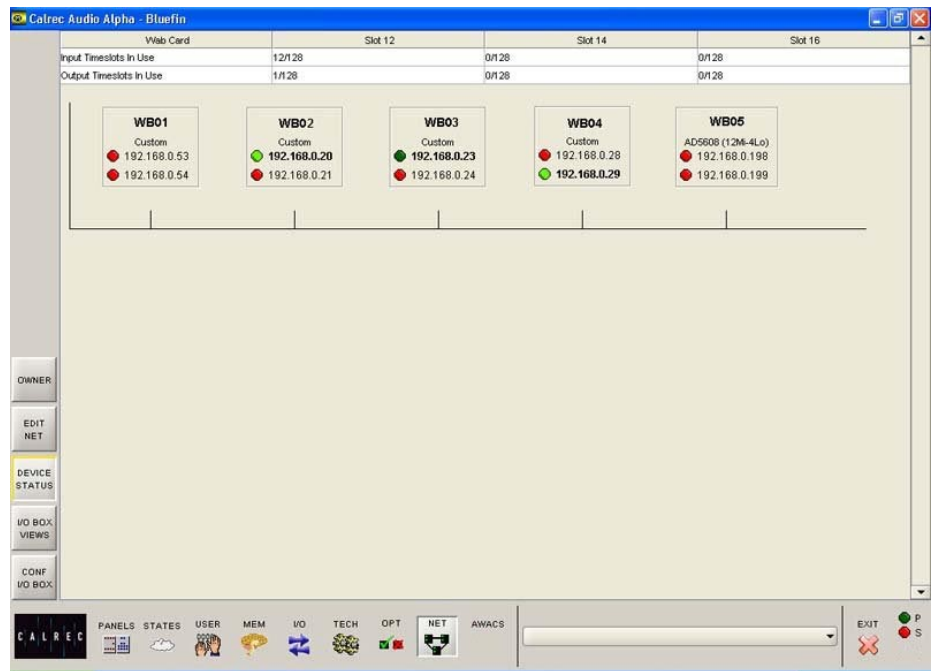 Calrec Audio Alpha - Bluefin
Wab Card Slot 12 Slot 14 Slot 16
Input Timeslots In Use 12/128 0/128 0/128
Output Timeslots In Use 1/128 0/128 0/128
WB01 WB02 WB03 WB04 WB05
Custom Custom Custom Custom AD5608 (12Mi-4Lo)
192.168.0.53 192.168.0.20 192.168.0.23 192.168.0.28 192.168.0.198
192.168.0.54 192.168.0.21 192.168.0.24 192.168.0.29 192.168.0.199
OWNER
EDIT
NET
DEVICE
STATUS
I/O BOX
VIEWS
CONF
I/O BOX
CALREC PANELS STATES USER MEM I/O TECH OPT NET AWACS EXIT P
S